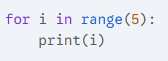 for i in range(5):
    print(i)